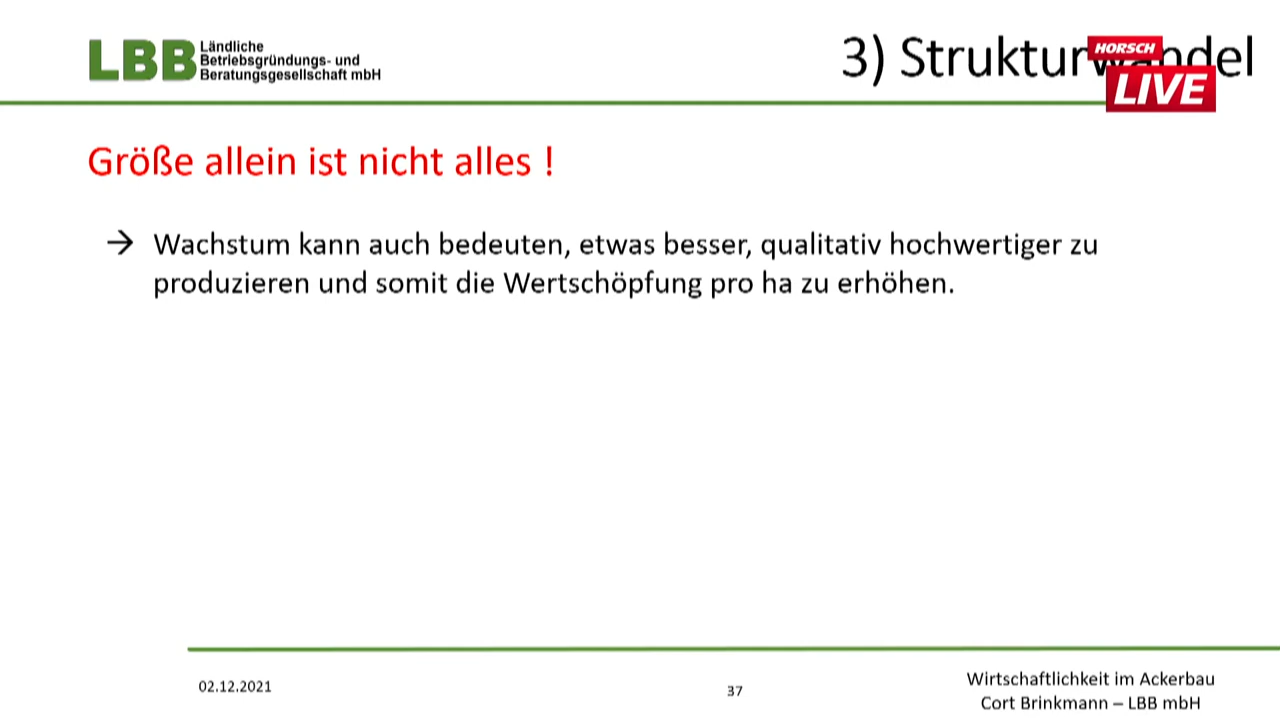 LBB
Ländliche
Betriebsgründungs- und
Beratungsgesellschaft mbH
3) Strukturwandel
HORSCH
LIVE
Größe allein ist nicht alles !
→ Wachstum kann auch bedeuten, etwas besser, qualitativ hochwertiger zu
produzieren und somit die Wertschöpfung pro ha zu erhöhen.
02.12.2021
37
Wirtschaftlichkeit im Ackerbau
Cort Brinkmann – LBB mbH